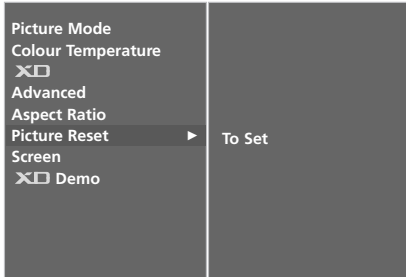 Picture Mode
Colour Temperature
XD
Advanced
Aspect Ratio
Picture Reset ►
To Set
Screen
XD Demo